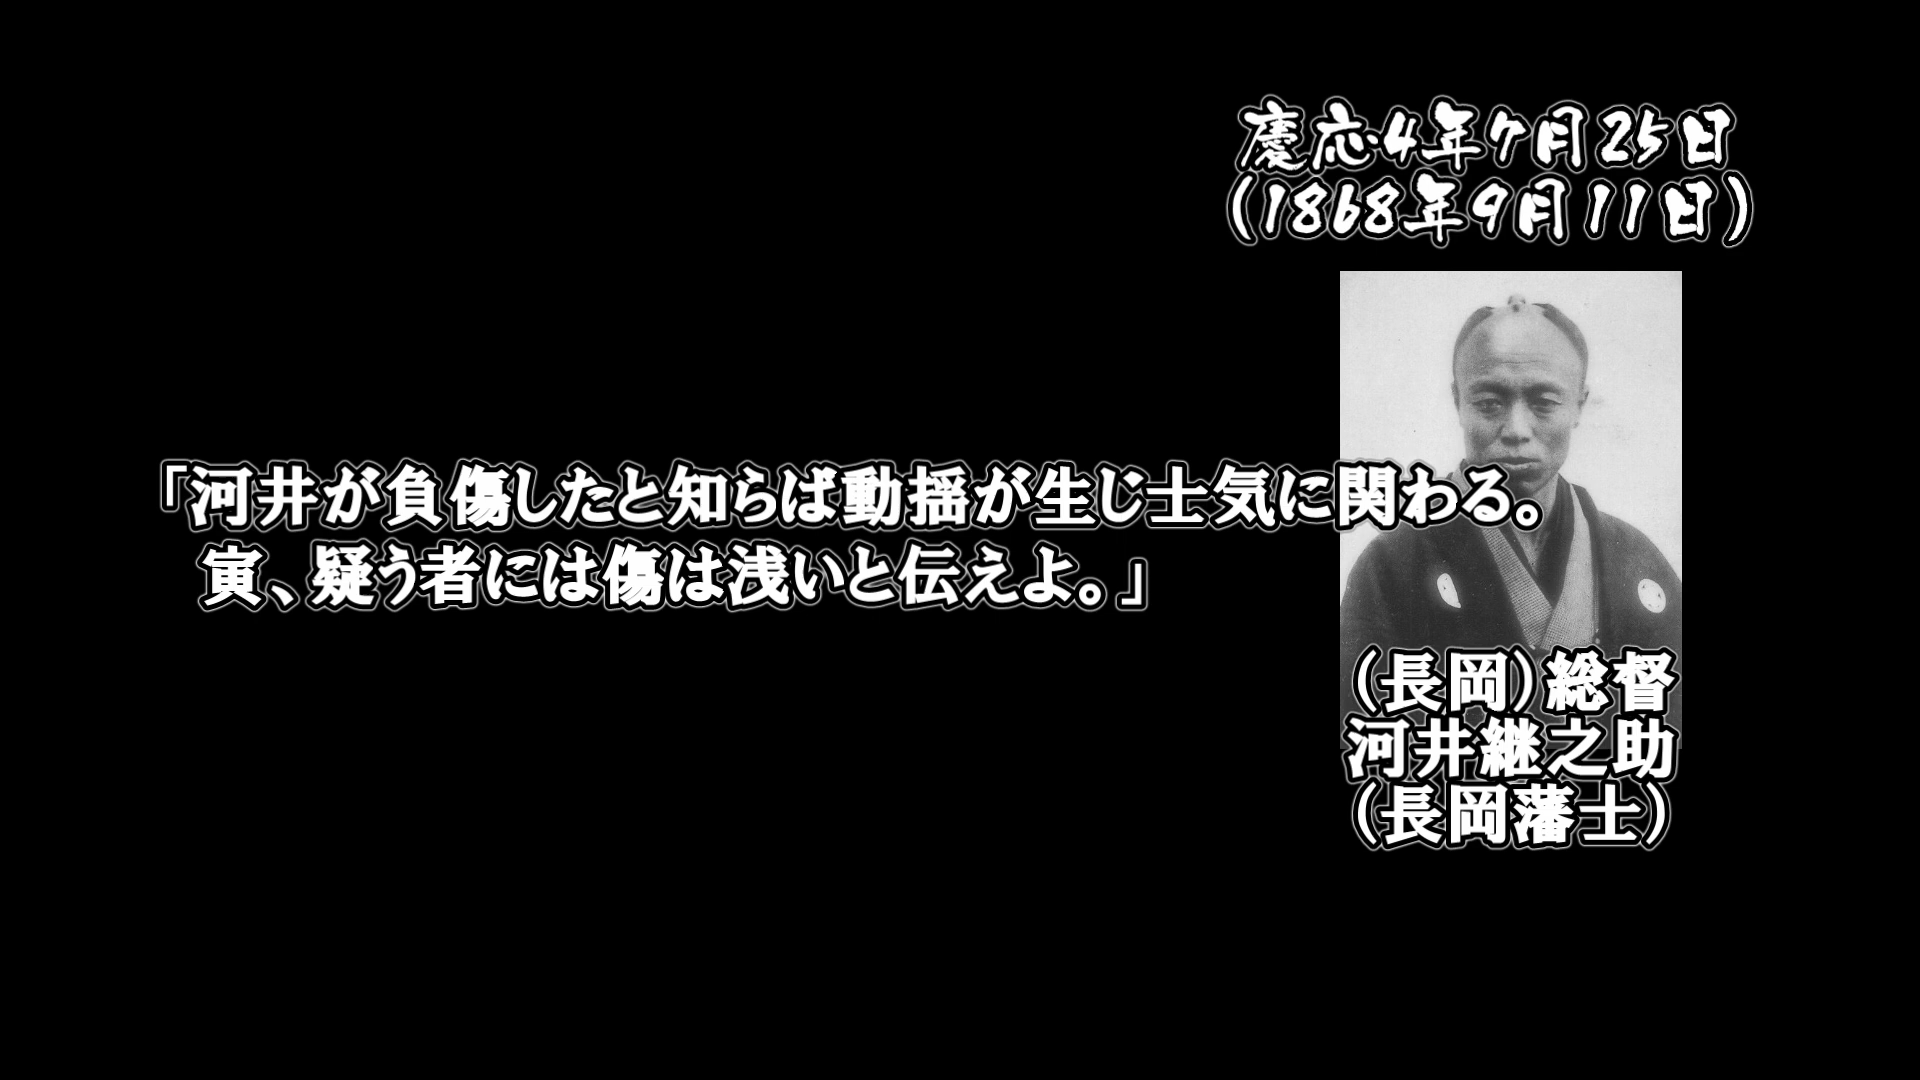 慶応4年7月25日
(1868年9月11日)
「河井が負傷したと知らば動揺が生じ士気に関わる。
寅、疑う者には傷は浅いと伝えよ。」
(長岡)総督
河井継之助
(長岡藩士)